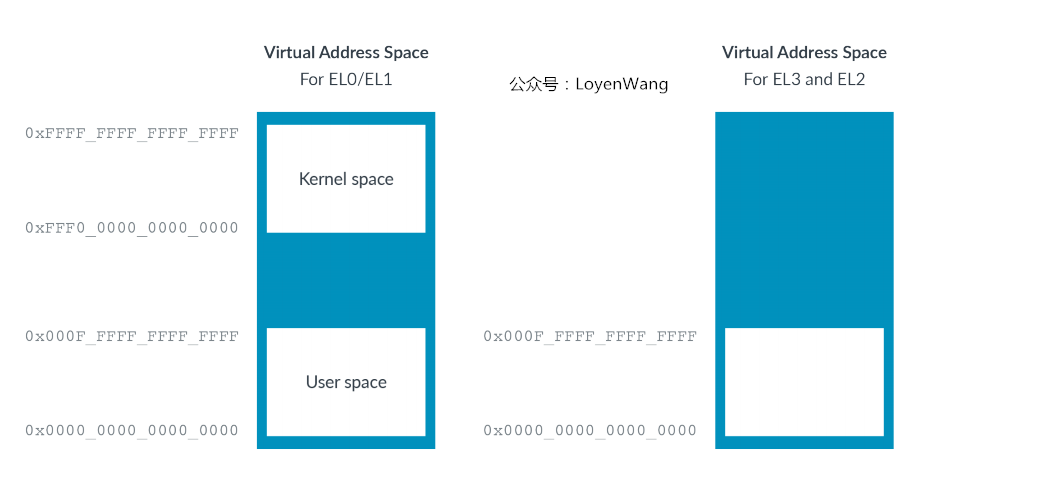 Virtual Address Space
For EL0/EL1
0xFFFF_FFFF_FFFF_FFFF
Kernel space
0xFFF0_0000_0000_0000
0x000F_FFFF_FFFF_FFFF
User space
0x0000_0000_0000_0000
公众号：LoyenWang
Virtual Address Space
For EL3 and EL2
0x000F_FFFF_FFFF_FFFF
0x0000_0000_0000_0000